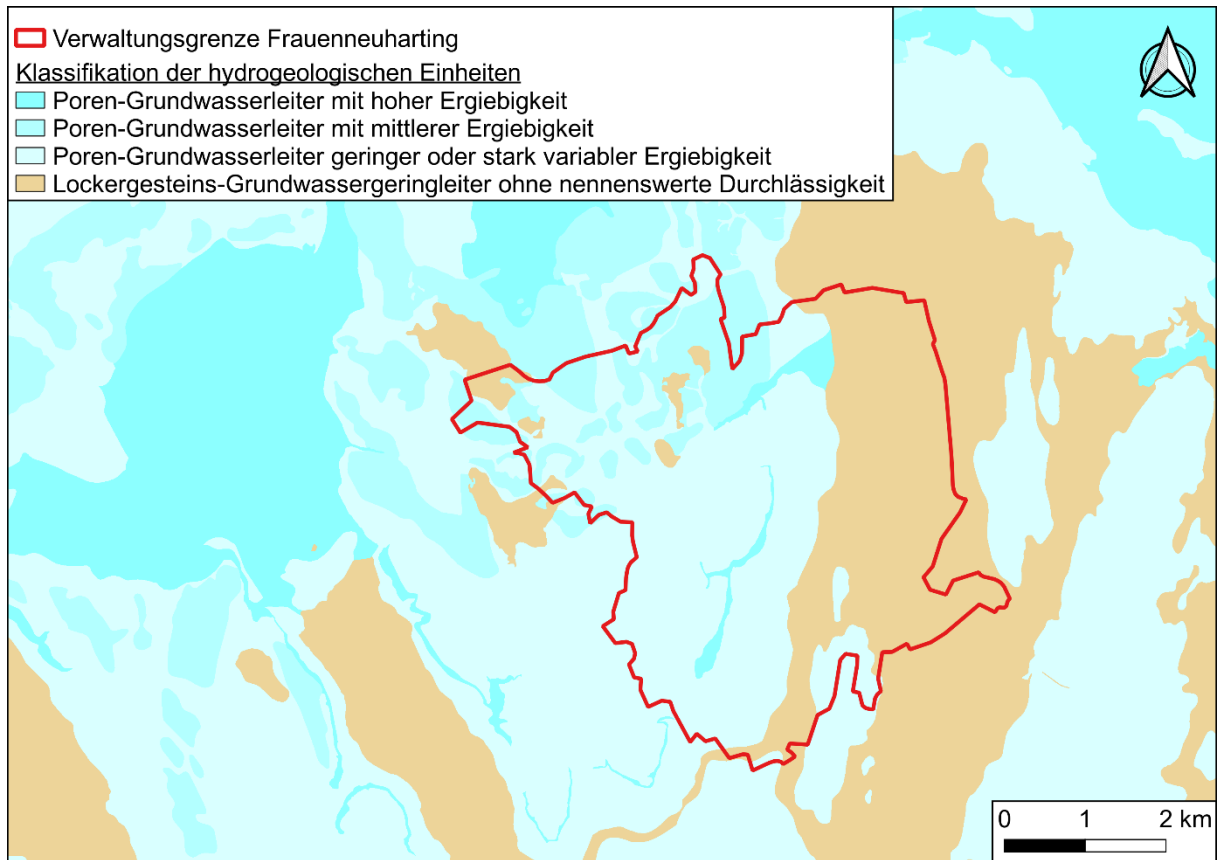 Verwaltungsgrenze Frauenneuharting
Klassifikation der hydrogeologischen Einheiten
Poren-Grundwasserleiter mit hoher Ergiebigkeit
Poren-Grundwasserleiter mit mittlerer Ergiebigkeit
Poren-Grundwasserleiter geringer oder stark variabler Ergiebigkeit
Lockergesteins-Grundwassergeringleiter ohne nennenswerte Durchlässigkeit
0 1 2 km